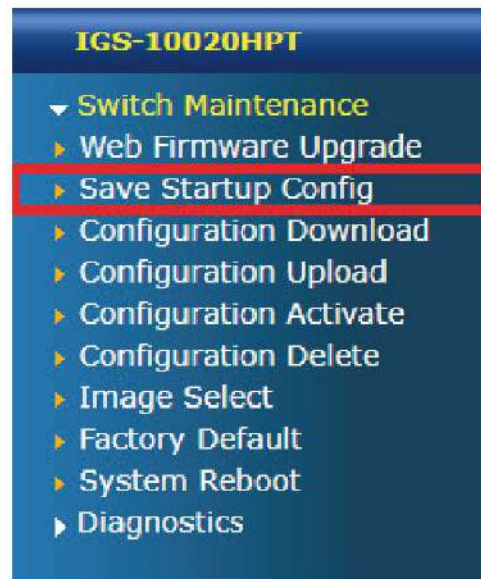 IGS-10020HPT
Switch Maintenance
Web Firmware Upgrade
Save Startup Config
Configuration Download
Configuration Upload
Configuration Activate
Configuration Delete
Image Select
Factory Default
System Reboot
Diagnostics